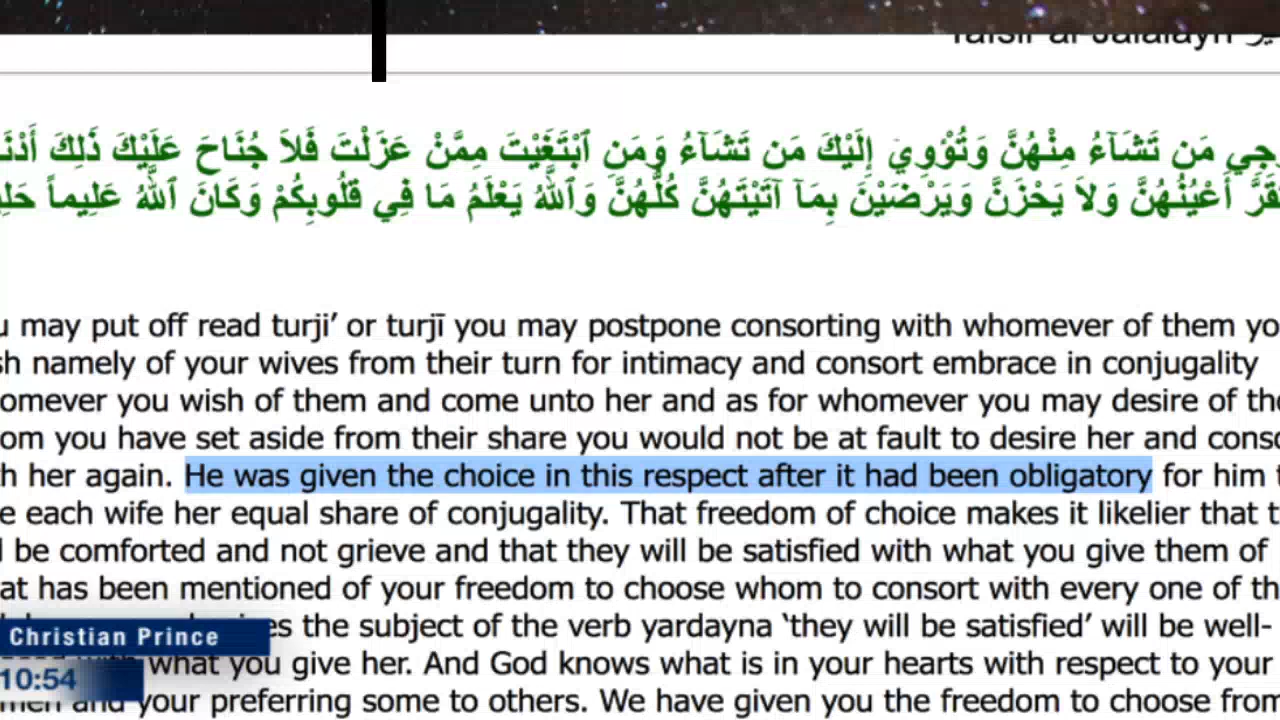 Tafsir al-Jalalayn
مَن تَشَآءُ مِنْهُنَّ وَتُؤْوِيۤ إِلَيْكَ مَن تَشَآءُ وَمَنِ ٱبْتَغَيْتَ مِمَّنْ عَزَلْتَ فَلاَ جُنَاحَ عَلَيْكَ ذَلِكَ
أَعْيُنُهُنَّ وَلاَ يَحْزَنَّ وَيَرْضَيْنَ بِمَآ آتَيْتَهُنَّ كُلُّهُنَّ وَٱللَّهُ يَعْلَمُ مَا فِي قُلُوبِكُمْ وَكَانَ ٱللَّهُ عَلِيماً
may put off read turji’ or turjī you may postpone consorting with whomever of them
namely of your wives from their turn for intimacy and consort embrace in conjugality
you wish of them and come unto her and as for whomever you may desire of
you have set aside from their share you would not be at fault to desire her and
her again. He was given the choice in this respect after it had been obligatory for him
each wife her equal share of conjugality. That freedom of choice makes it likelier that
be comforted and not grieve and that they will be satisfied with what you give them of
has been mentioned of your freedom to choose whom to consort with every one of
the subject of the verb yardayna ‘they will be satisfied’ will be well-
Christian Prince
what you give her. And God knows what is in your hearts with respect to your
10:54
and your preferring some to others. We have given you the freedom to choose from